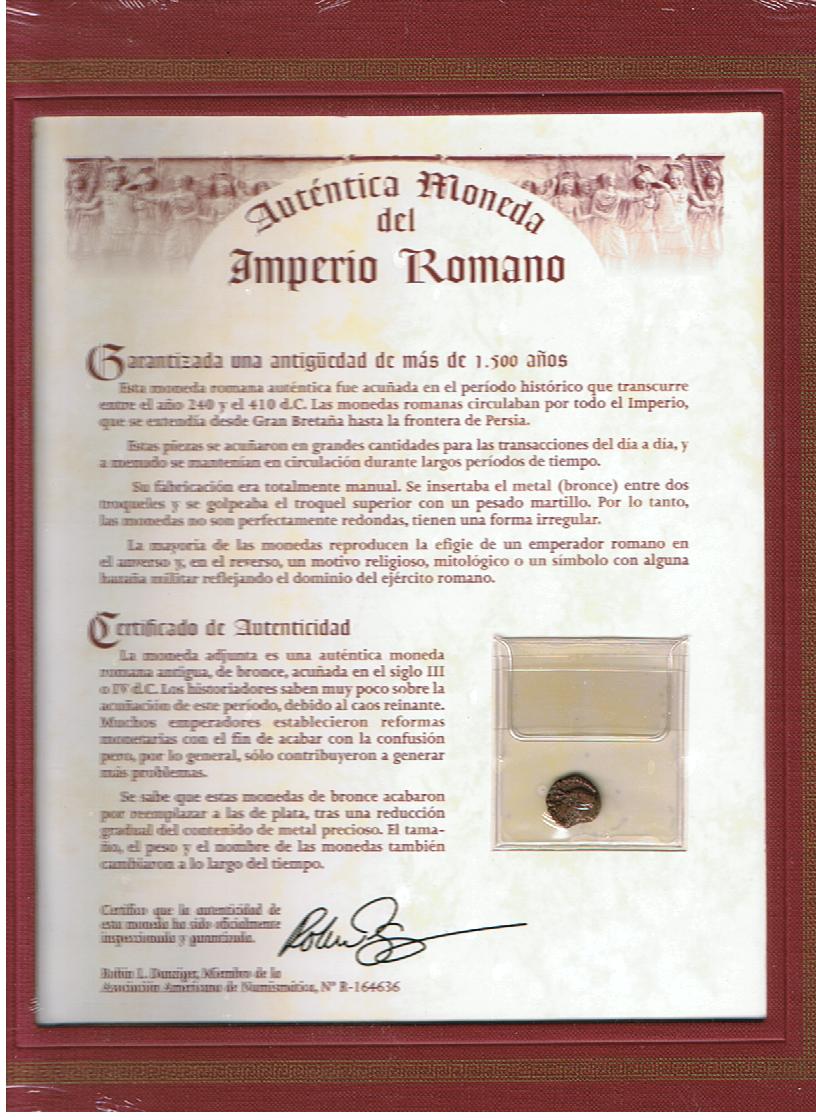 Auténtica Moneda
del
Imperio Romano
Garantizada una antigüedad de más de 1.500 años
Esta moneda romana auténtica fue acuñada en el período histórico que transcurre
entre el año 240 y el 410 d.C. Las monedas romanas circulaban por todo el Imperio,
que se extendía desde Gran Bretaña hasta la frontera de Persia.
Estas piezas se acuñaron en grandes cantidades para las transacciones del día a día, y
a menudo se mantenían en circulación durante largos períodos de tiempo.
Su fabricación era totalmente manual. Se insertaba el metal (bronce) entre dos
troqueles y se golpeaba el troquel superior con un pesado martillo. Por lo tanto,
las monedas no son perfectamente redondas, tienen una forma irregular.
La mayoría de las monedas reproducen la efigie de un emperador romano en
el anverso y, en el reverso, un motivo religioso, mitológico o un símbolo con alguna
hazaña militar reflejando el dominio del ejército romano.
Certificado de Autenticidad
La moneda adjunta es una auténtica moneda
romana antigua, de bronce, acuñada en el siglo III
o IV d.C. Los historiadores saben muy poco sobre la
acuñación de este período, debido al caos reinante.
Muchos emperadores establecieron reformas
monetarias con el fin de acabar con la confusión
pero, por lo general, sólo contribuyeron a generar
más problemas.
Se sabe que estas monedas de bronce acabaron
por reemplazar a las de plata, tras una reducción
gradual del contenido de metal precioso. El tama-
ño, el peso y el nombre de las monedas también
cambiaron a lo largo del tiempo.
Certifico que la autenticidad de
esta moneda ha sido oficialmente
inspeccionada y garantizada.
Robin L. Danziger, Miembro de la
Asociación Americana de Numismática, Nº R-164636